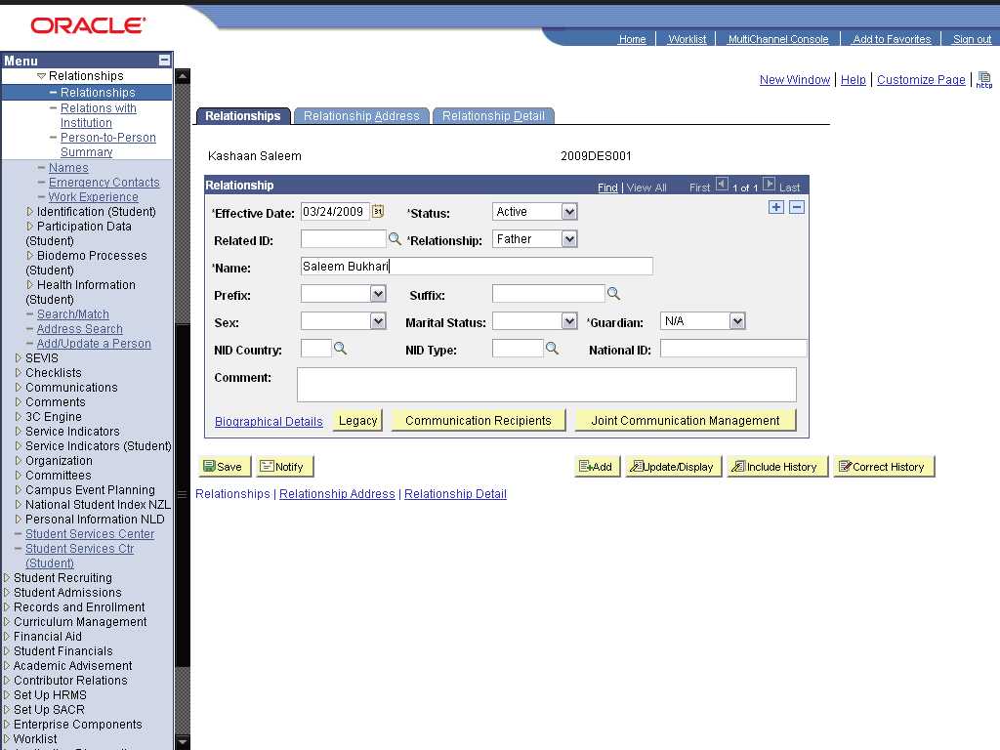 ORACLE
Home Worklist MultiChannel Console Add to Favorites Sign out
New Window | Help | Customize Page | http
Menu
Relationships
Relationships
Relations with
Institution
Person-to-Person
Summary
Names
Emergency Contacts
Work Experience
Identification (Student)
Participation Data
(Student)
Biodemo Processes
(Student)
Health Information
(Student)
Search/Match
Address Search
Add/Update a Person
SEVIS
Checklists
Communications
Comments
3C Engine
Service Indicators
Service Indicators (Student)
Organization
Committees
Campus Event Planning
National Student Index NZL
Personal Information NLD
Student Services Center
Student Services Ctr
(Student)
Student Recruiting
Student Admissions
Records and Enrollment
Curriculum Management
Financial Aid
Student Financials
Academic Advisement
Contributor Relations
Set Up HRMS
Set Up SACR
Enterprise Components
Worklist
Relationships Relationship Address Relationship Detail
Kashaan Saleem 2009DES001
Relationship Find | View All First 1 of 1 Last
*Effective Date: 03/24/2009 31 *Status: Active
Related ID: *Relationship: Father
*Name: Saleem Bukhari
Prefix: Suffix:
Sex: Marital Status: *Guardian: N/A
NID Country: NID Type: National ID:
Comment:
Biographical Details Legacy Communication Recipients Joint Communication Management
Save Notify Add Update/Display Include History Correct History
Relationships | Relationship Address | Relationship Detail